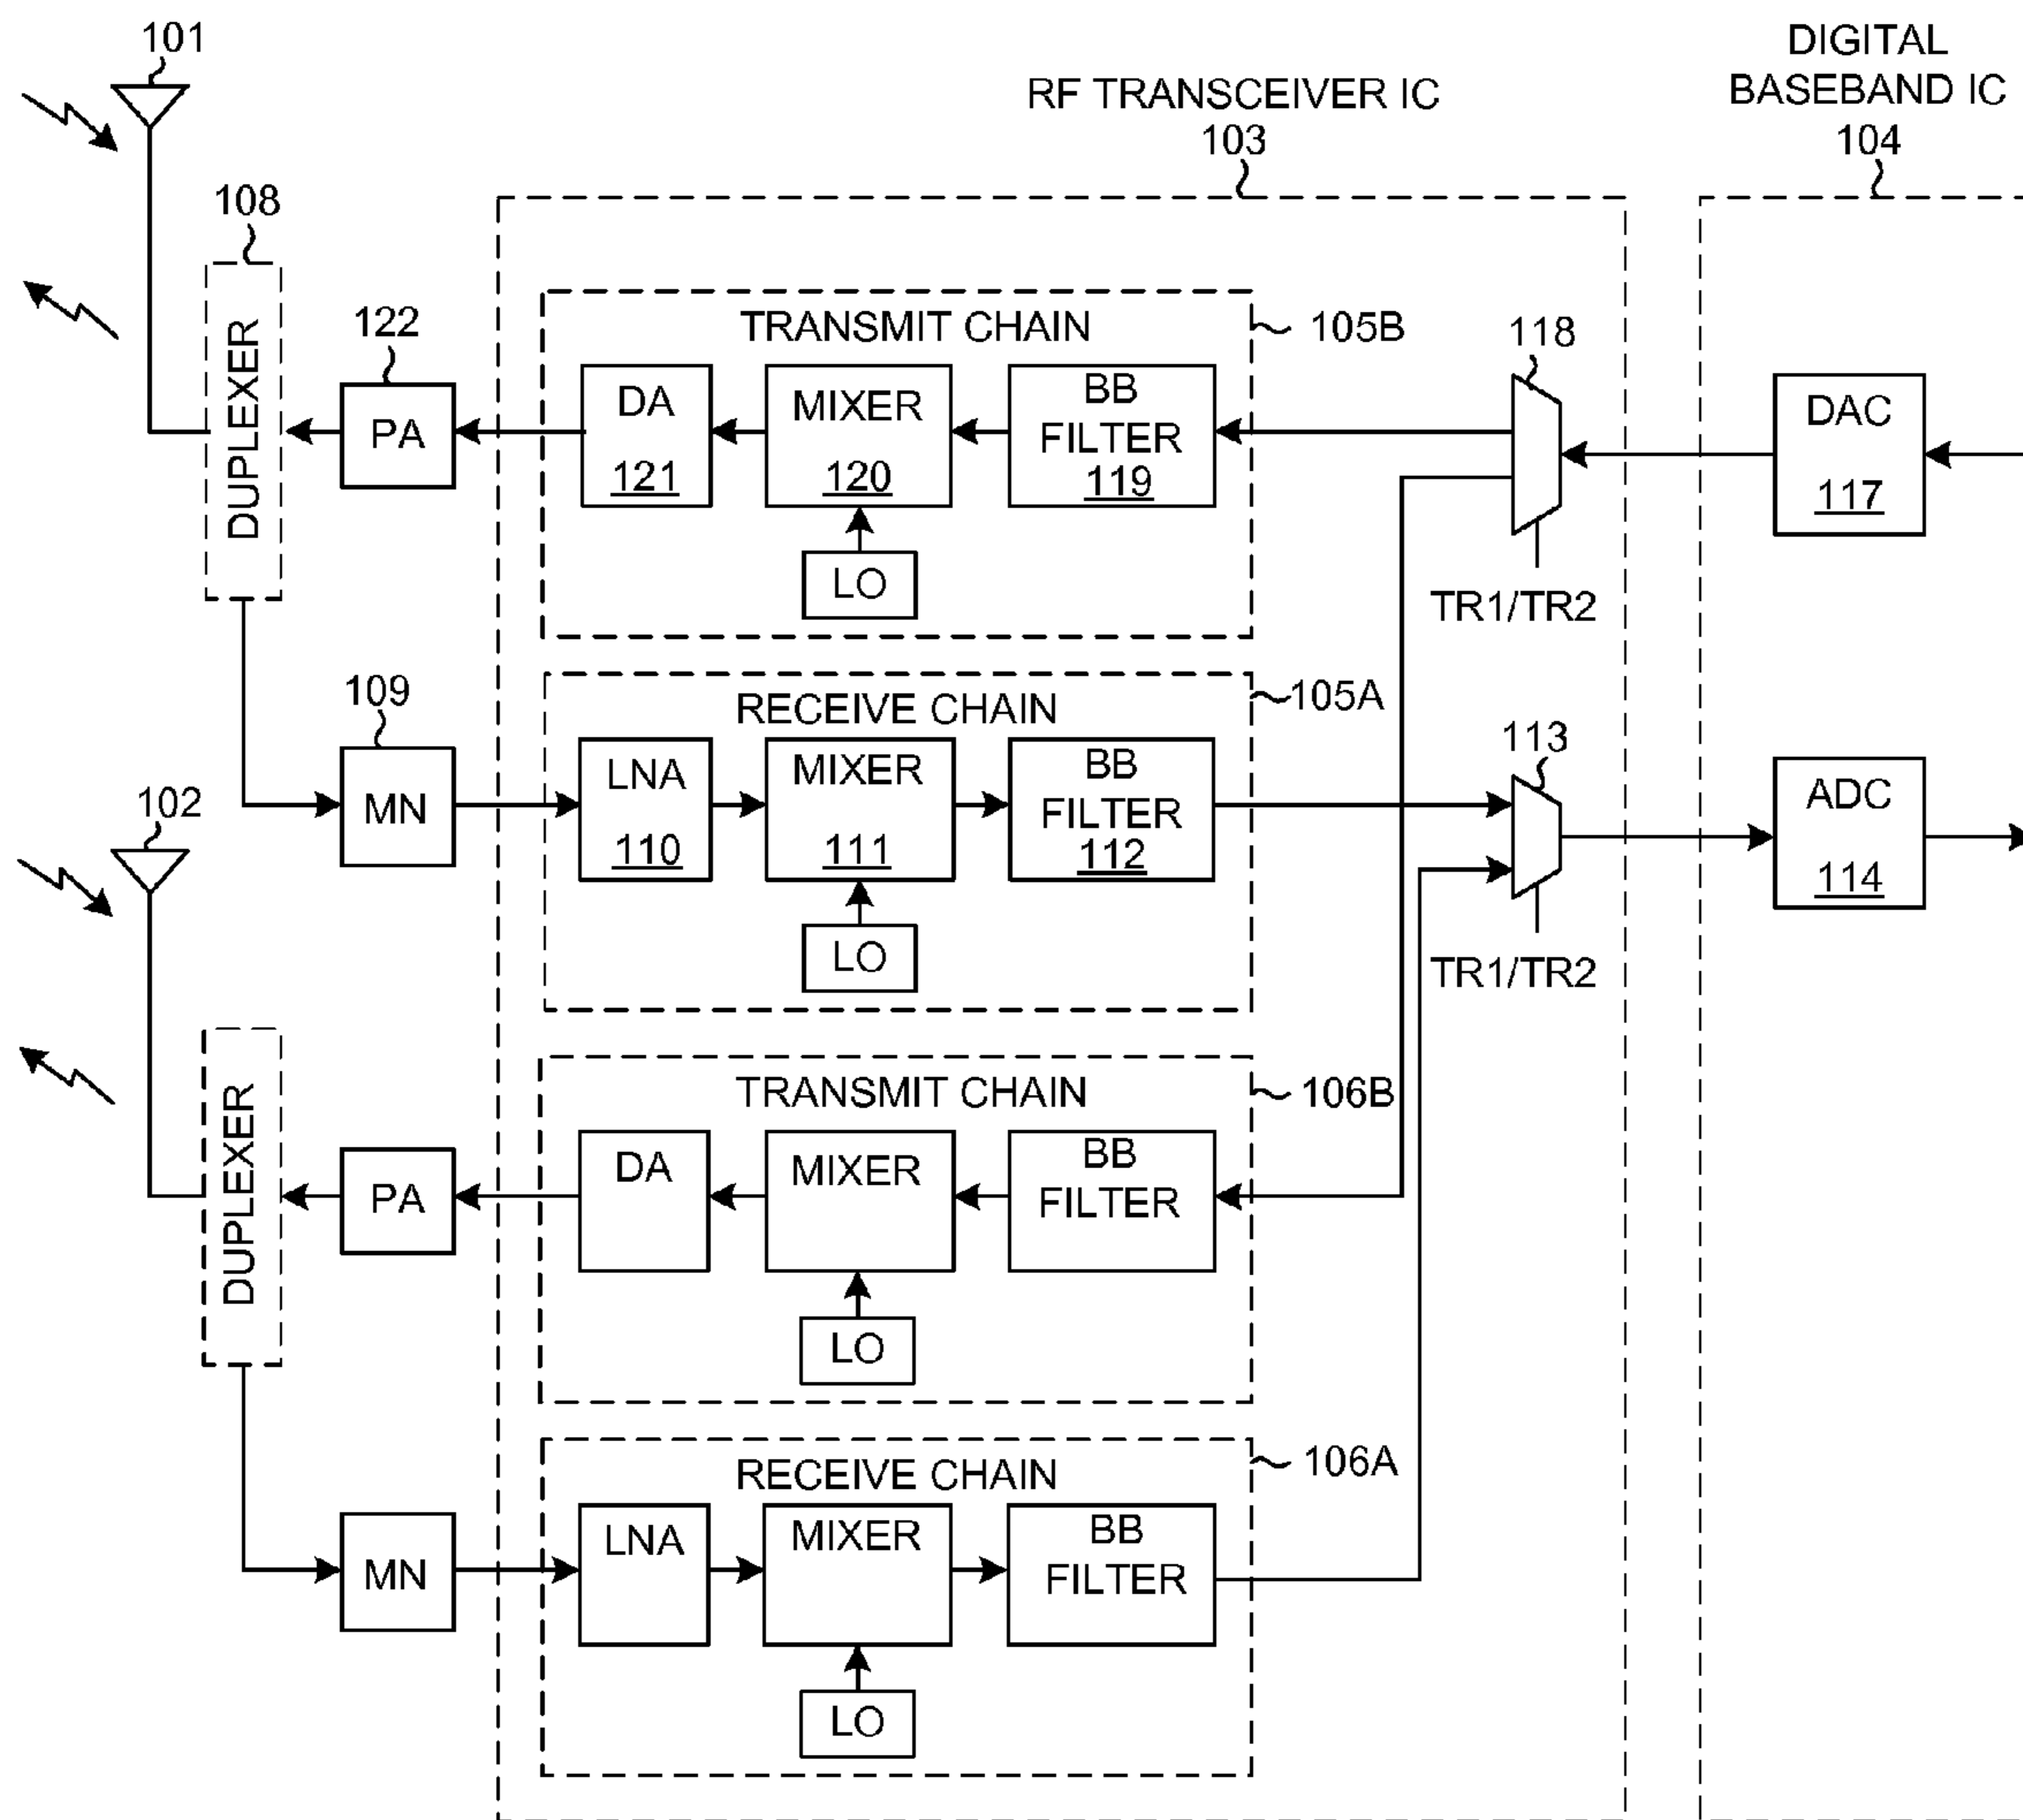 101
RF TRANSCEIVER IC
103
DIGITAL
BASEBAND IC
104
108
DUPLEXER
122
PA
TRANSMIT CHAIN
105B
DA
121
MIXER
120
BB
FILTER
119
LO
118
TR1/TR2
DAC
117
109
MN
RECEIVE CHAIN
105A
LNA
110
MIXER
111
BB
FILTER
112
LO
113
TR1/TR2
ADC
114
102
DUPLEXER
PA
TRANSMIT CHAIN
106B
DA
MIXER
BB
FILTER
LO
MN
RECEIVE CHAIN
106A
LNA
MIXER
BB
FILTER
LO